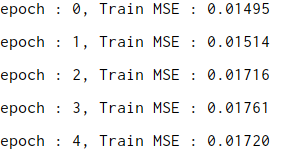 epoch : 0, Train MSE : 0.01495
epoch : 1, Train MSE : 0.01514
epoch : 2, Train MSE : 0.01716
epoch : 3, Train MSE : 0.01761
epoch : 4, Train MSE : 0.01720